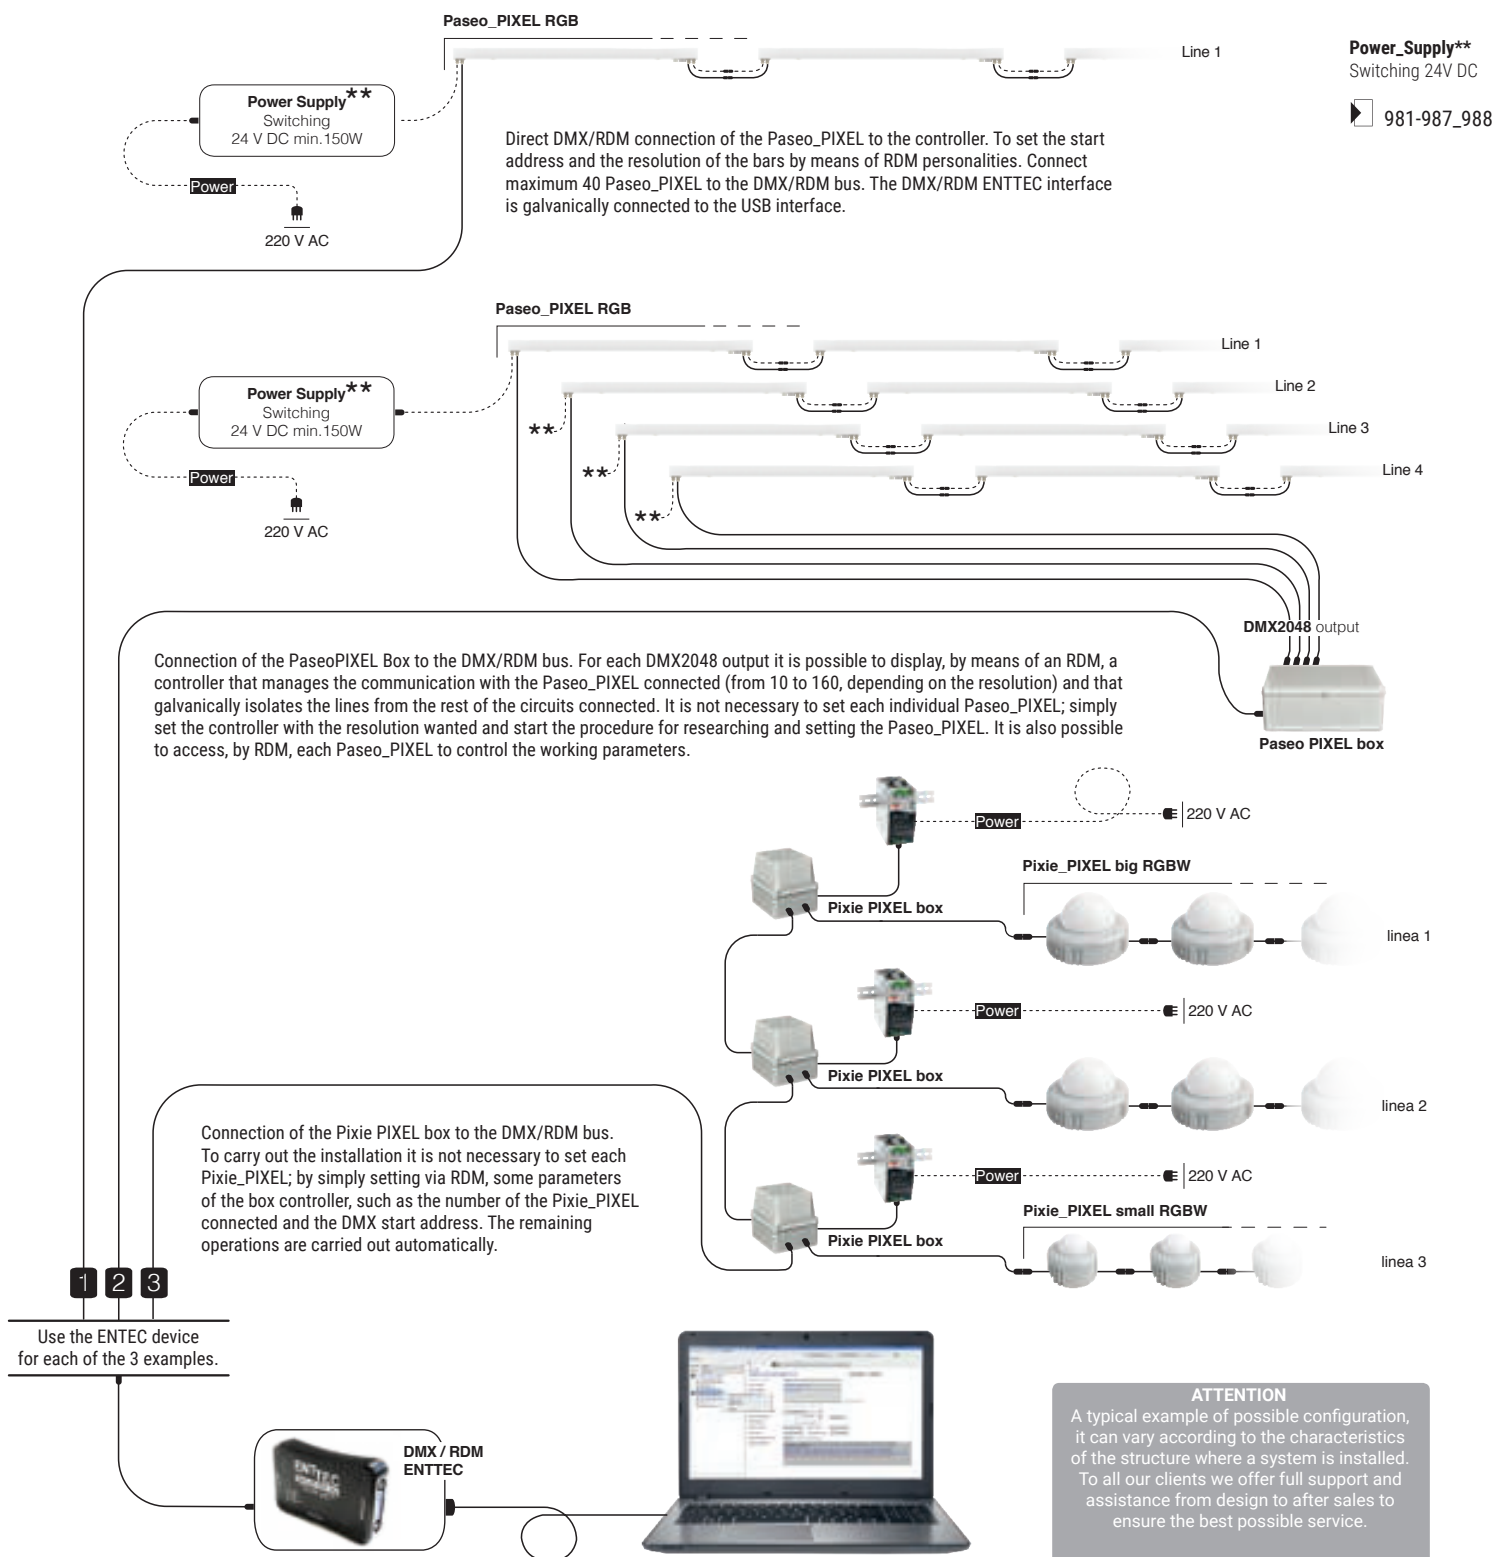 Paseo_PIXEL RGB
Line 1
Power_Supply**
Switching 24V DC
981-987_988
Power Supply**
Switching
24 V DC min.150W
Power
220 V AC
Direct DMX/RDM connection of the Paseo_PIXEL to the controller. To set the start
address and the resolution of the bars by means of RDM personalities. Connect
maximum 40 Paseo_PIXEL to the DMX/RDM bus. The DMX/RDM ENTTEC interface
is galvanically connected to the USB interface.
Paseo_PIXEL RGB
Line 1
Line 2
Line 3
Line 4
Power Supply**
Switching
24 V DC min.150W
Power
220 V AC
**
**
**
DMX2048 output
Paseo PIXEL box
Connection of the PaseoPIXEL Box to the DMX/RDM bus. For each DMX2048 output it is possible to display, by means of an RDM, a
controller that manages the communication with the Paseo_PIXEL connected (from 10 to 160, depending on the resolution) and that
galvanically isolates the lines from the rest of the circuits connected. It is not necessary to set each individual Paseo_PIXEL; simply
set the controller with the resolution wanted and start the procedure for researching and setting the Paseo_PIXEL. It is also possible
to access, by RDM, each Paseo_PIXEL to control the working parameters.
Power
220 V AC
Pixie_PIXEL big RGBW
Pixie PIXEL box
linea 1
Power
220 V AC
Pixie PIXEL box
linea 2
Power
220 V AC
Pixie_PIXEL small RGBW
Pixie PIXEL box
linea 3
Connection of the Pixie PIXEL box to the DMX/RDM bus.
To carry out the installation it is not necessary to set each
Pixie_PIXEL; by simply setting via RDM, some parameters
of the box controller, such as the number of the Pixie_PIXEL
connected and the DMX start address. The remaining
operations are carried out automatically.
1 2 3
Use the ENTEC device
for each of the 3 examples.
DMX / RDM
ENTTEC
ENTTEC
ATTENTION
A typical example of possible configuration,
it can vary according to the characteristics
of the structure where a system is installed.
To all our clients we offer full support and
assistance from design to after sales to
ensure the best possible service.